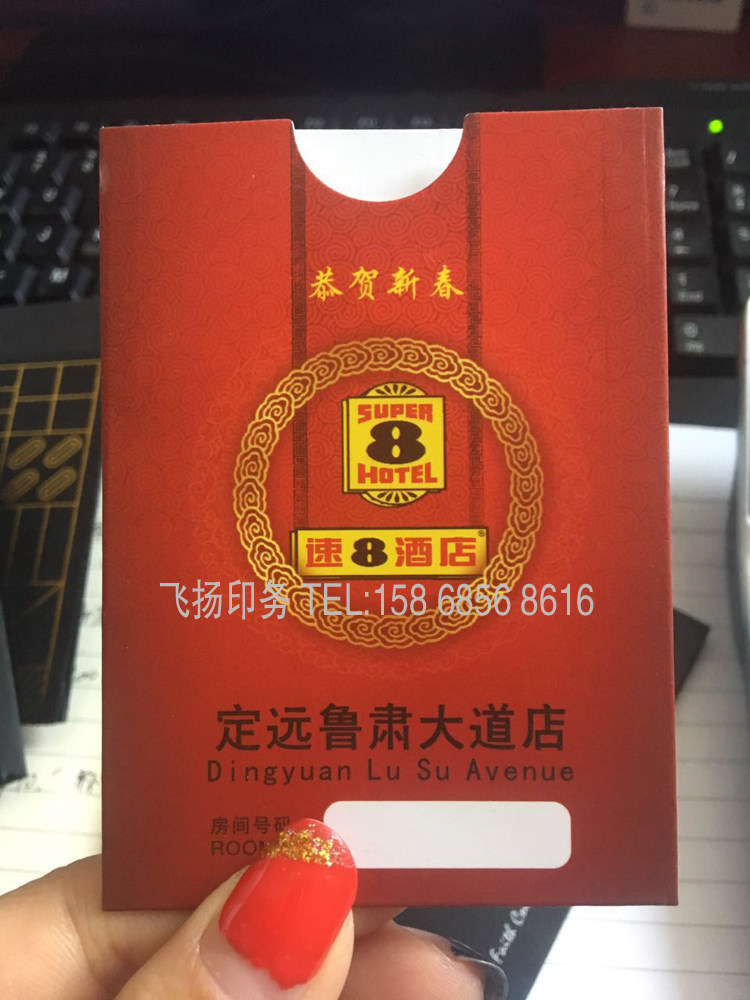 恭贺新春
SUPER
8
HOTEL
速8酒店®
飞扬印务 TEL:158 6856 8616
定远鲁肃大道店
Dingyuan Lu Su Avenue
房间号码
ROOM
Faith